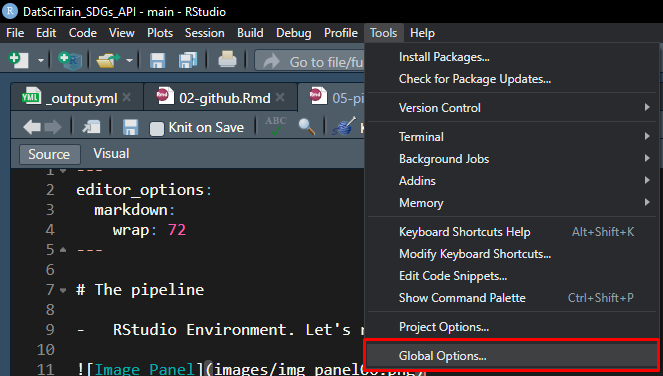 DatSciTrain_SDGs_API - main - RStudio
File Edit Code View Plots Session Build Debug Profile Tools Help
Go to file/fu
_output.yml
02-github.Rmd
05-pi
Knit on Save
ABC
Source Visual
1 ---
2 editor_options:
3 markdown:
4 wrap: 72
5 ---
6
7 # The pipeline
8
9 - RStudio Environment. Let's r
10
11 ![Image Panel](images/img_panel00.png)
Install Packages...
Check for Package Updates...
Version Control
Terminal
Background Jobs
Addins
Memory
Keyboard Shortcuts Help Alt+Shift+K
Modify Keyboard Shortcuts...
Edit Code Snippets...
Show Command Palette Ctrl+Shift+P
Project Options...
Global Options...